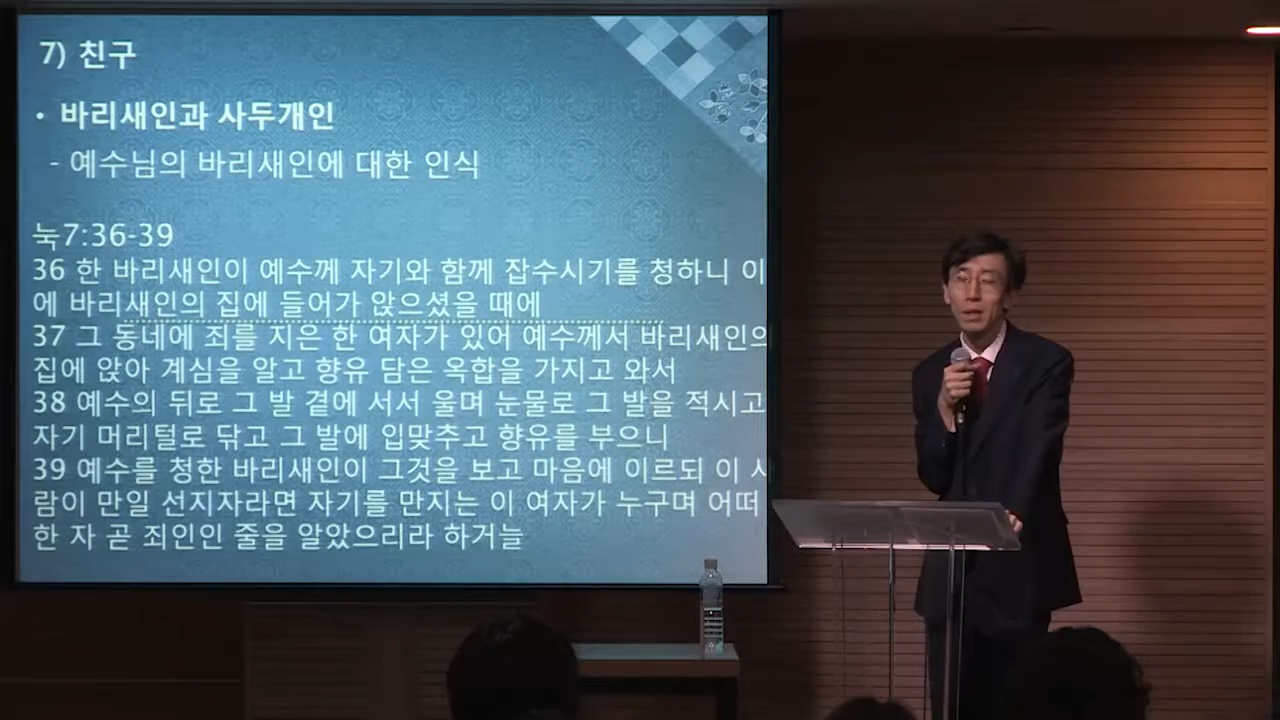 7) 친구
• 바리새인과 사두개인
- 예수님의 바리새인에 대한 인식
눅7:36-39
36 한 바리새인이 예수께 자기와 함께 잡수시기를 청하니 이
에 바리새인의 집에 들어가 앉으셨을 때에
37 그 동네에 죄를 지은 한 여자가 있어 예수께서 바리새인의
집에 앉아 계심을 알고 향유 담은 옥합을 가지고 와서
38 예수의 뒤로 그 발 곁에 서서 울며 눈물로 그 발을 적시고
자기 머리털로 닦고 그 발에 입맞추고 향유를 부으니
39 예수를 청한 바리새인이 그것을 보고 마음에 이르되 이 사
람이 만일 선지자라면 자기를 만지는 이 여자가 누구며 어떠
한 자 곧 죄인인 줄을 알았으리라 하거늘